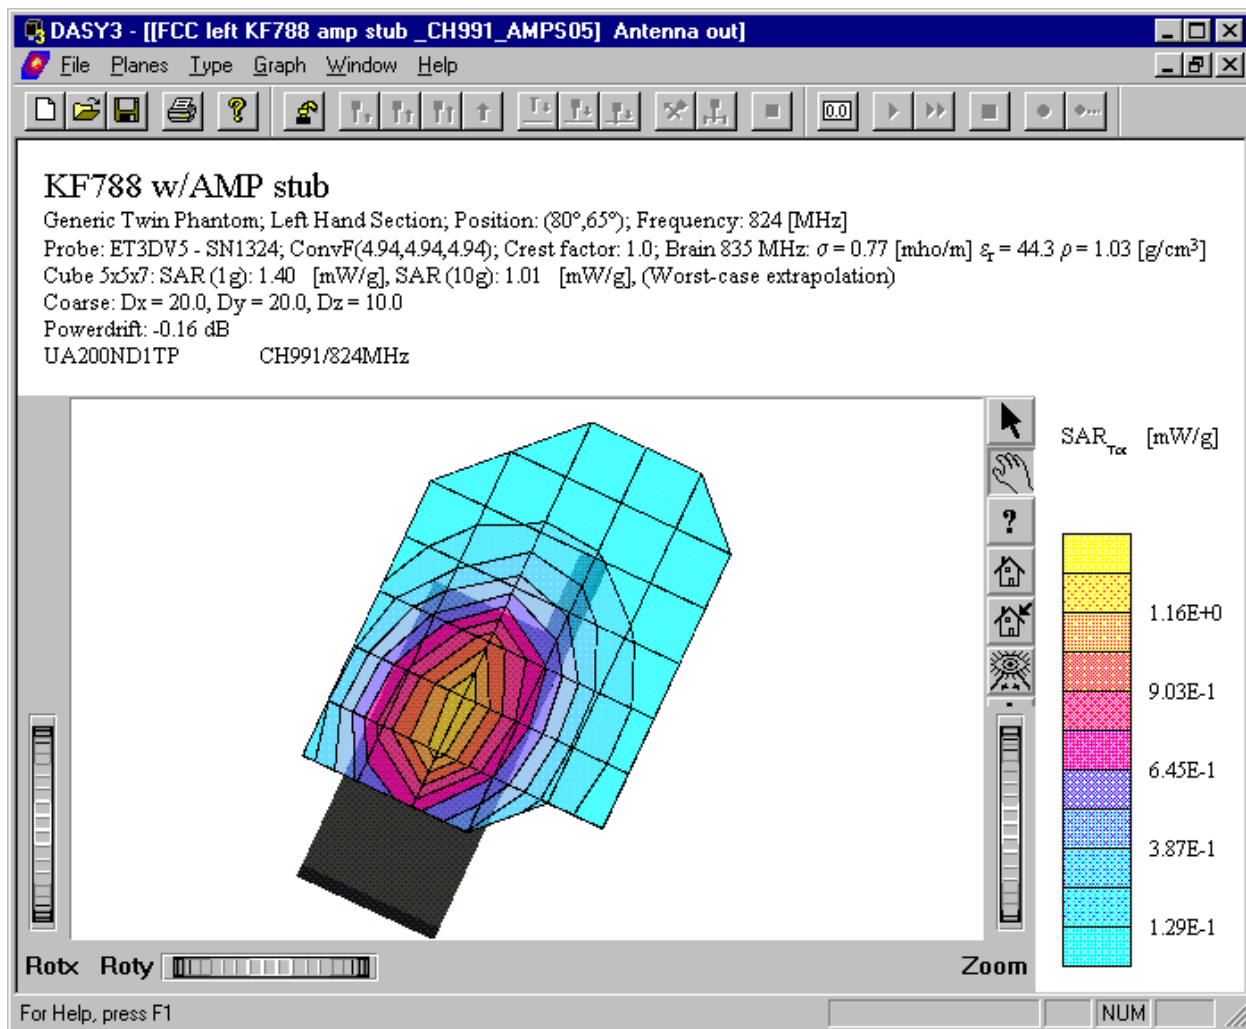 DASY3 - [[FCC left KF788 amp stub _CH991_AMPS05] Antenna out]
File Planes Type Graph Window Help
0.0
KF788 w/AMP stub
Generic Twin Phantom; Left Hand Section; Position: (80°,65°); Frequency: 824 [MHz]
Probe: ET3DV5 - SN1324; ConvF(4.94,4.94,4.94); Crest factor: 1.0; Brain 835 MHz: σ = 0.77 [mho/m] εr = 44.3 ρ = 1.03 [g/cm³]
Cube 5x5x7: SAR (1g): 1.40 [mW/g], SAR (10g): 1.01 [mW/g], (Worst-case extrapolation)
Coarse: Dx = 20.0, Dy = 20.0, Dz = 10.0
Powerdrift: -0.16 dB
UA200ND1TP CH991/824MHz
SAR Tot [mW/g]
1.16E+0
9.03E-1
6.45E-1
3.87E-1
1.29E-1
Rotx Roty Zoom
For Help, press F1 NUM